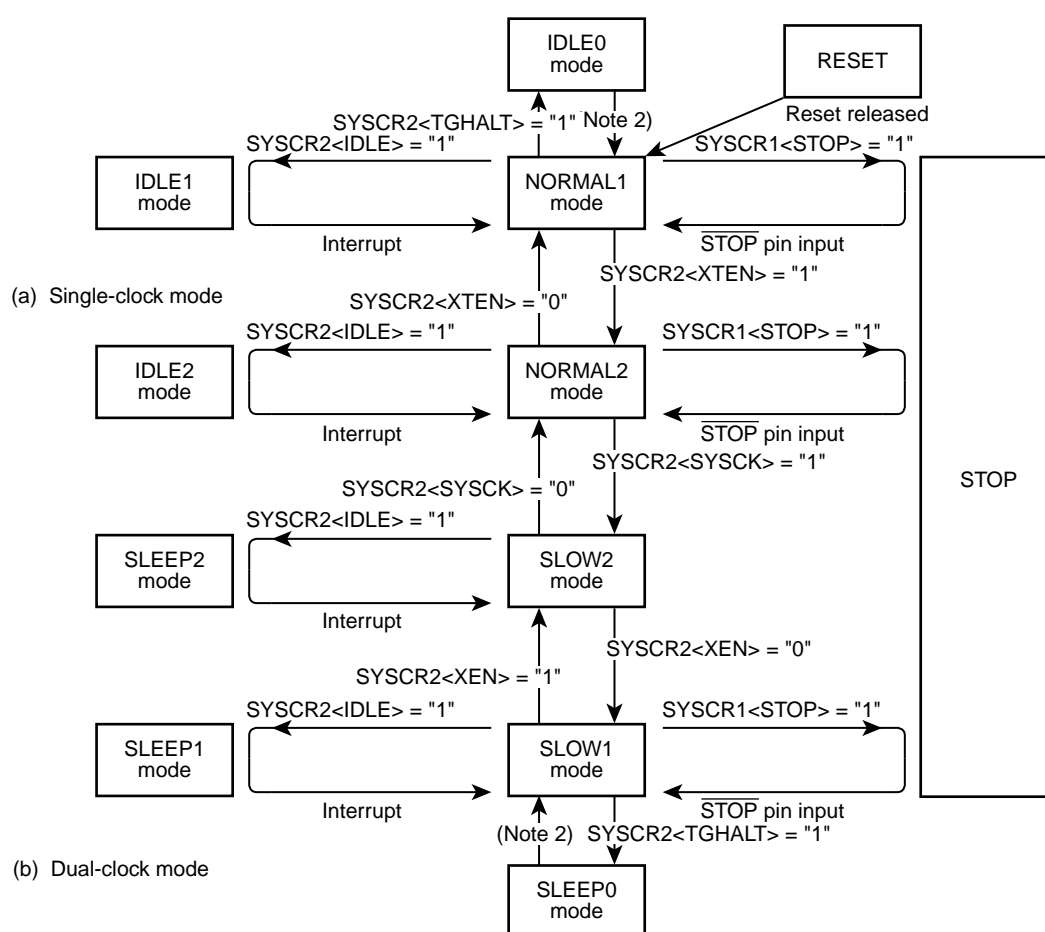 IDLE0
mode
RESET
Reset released
SYSCR2<TGHALT> = "1"
Note 2)
SYSCR2<IDLE> = "1"
SYSCR1<STOP> = "1"
IDLE1
mode
NORMAL1
mode
Interrupt
STOP pin input
SYSCR2<XTEN> = "1"
(a) Single-clock mode
SYSCR2<XTEN> = "0"
SYSCR2<IDLE> = "1"
SYSCR1<STOP> = "1"
IDLE2
mode
NORMAL2
mode
Interrupt
STOP pin input
SYSCR2<SYSCK> = "1"
STOP
SYSCR2<SYSCK> = "0"
SYSCR2<IDLE> = "1"
SLEEP2
mode
SLOW2
mode
Interrupt
SYSCR2<XEN> = "0"
SYSCR2<XEN> = "1"
SYSCR2<IDLE> = "1"
SYSCR1<STOP> = "1"
SLEEP1
mode
SLOW1
mode
Interrupt
STOP pin input
(Note 2)
SYSCR2<TGHALT> = "1"
(b) Dual-clock mode
SLEEP0
mode